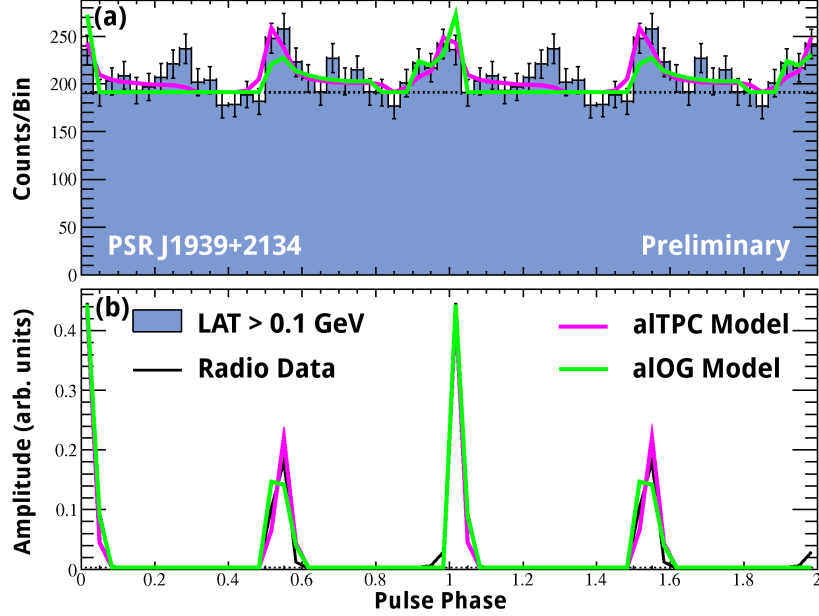 (a)
250
200
150
100
50
0
Counts/Bin
PSR J1939+2134
Preliminary
(b)
LAT > 0.1 GeV
alTPC Model
Radio Data
alOG Model
0.4
0.3
0.2
0.1
0
Amplitude (arb. units)
0 0.2 0.4 0.6 0.8 1 1.2 1.4 1.6 1.8 2
Pulse Phase